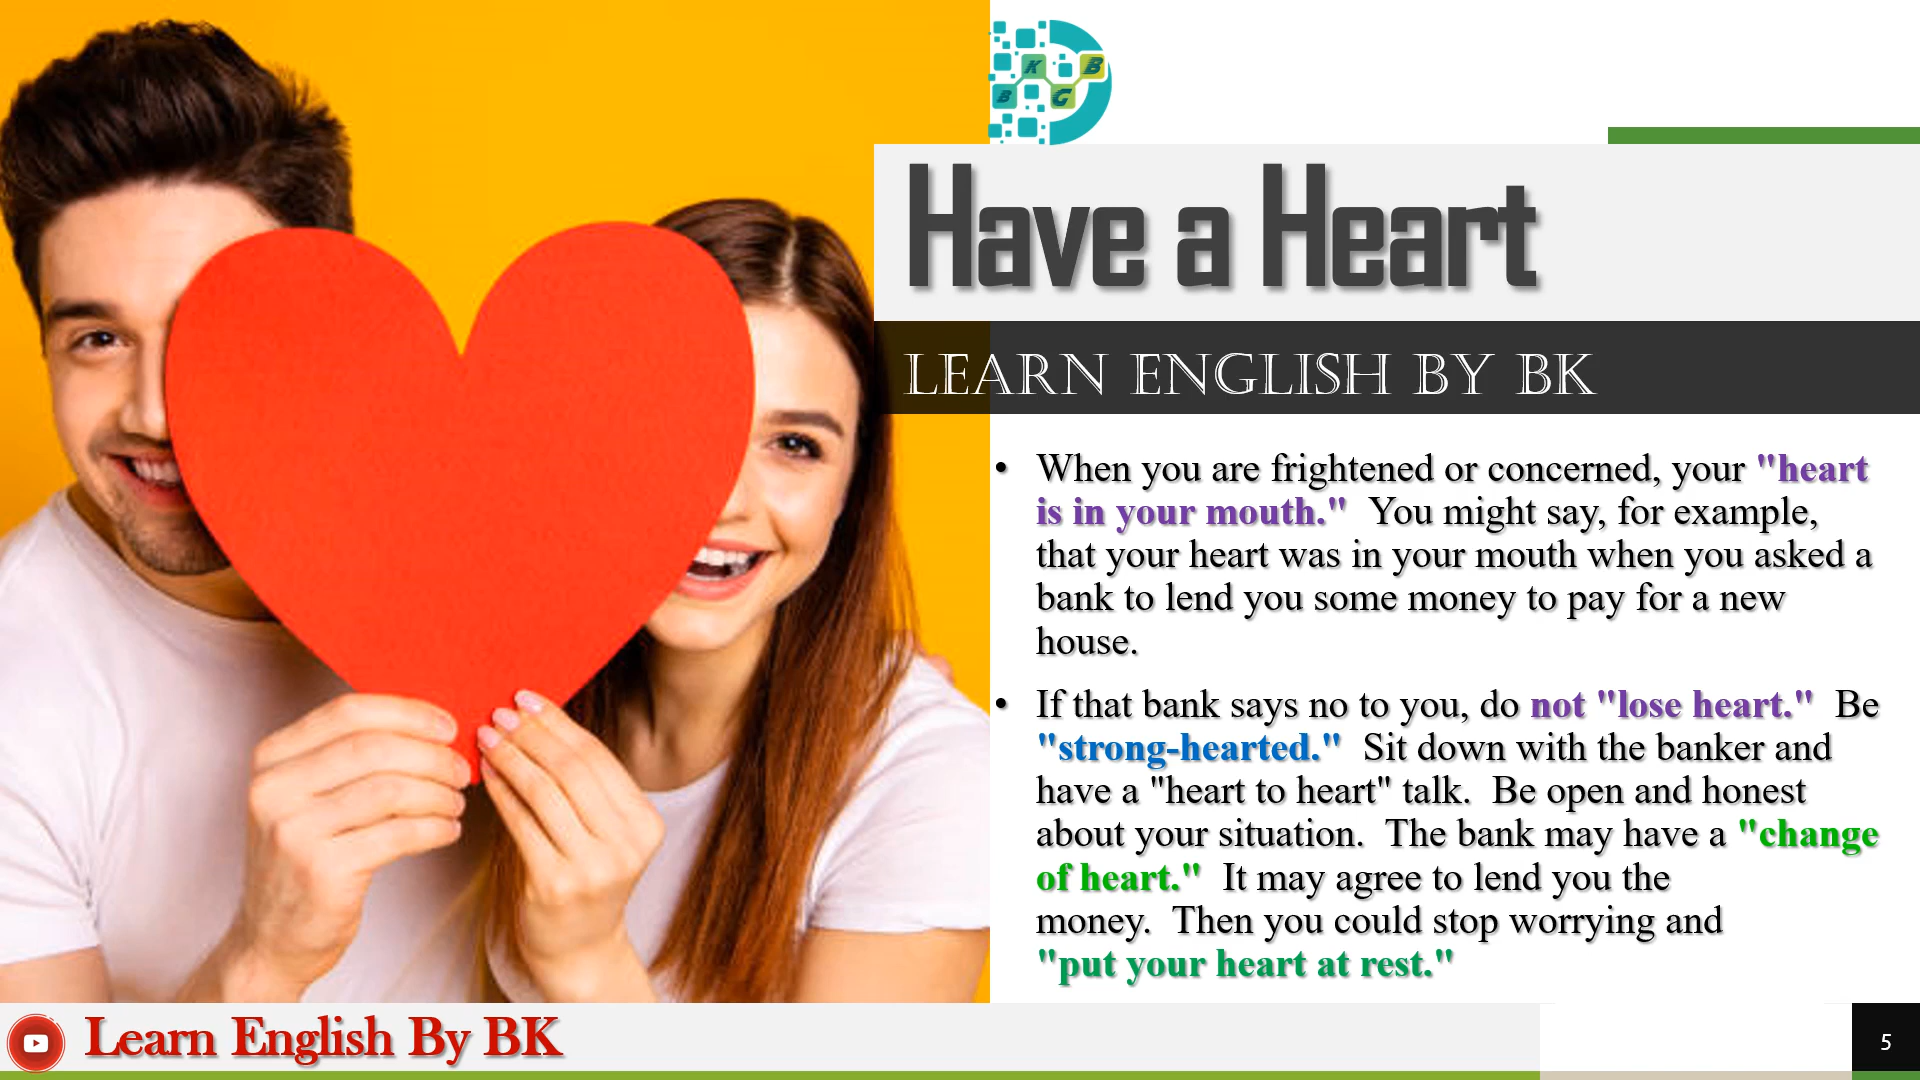 K B
B G
Have a Heart
LEARN ENGLISH BY BK
• When you are frightened or concerned, your "heart
is in your mouth." You might say, for example,
that your heart was in your mouth when you asked a
bank to lend you some money to pay for a new
house.
• If that bank says no to you, do not "lose heart." Be
"strong-hearted." Sit down with the banker and
have a "heart to heart" talk. Be open and honest
about your situation. The bank may have a "change
of heart." It may agree to lend you the
money. Then you could stop worrying and
"put your heart at rest."
Learn English By BK
5